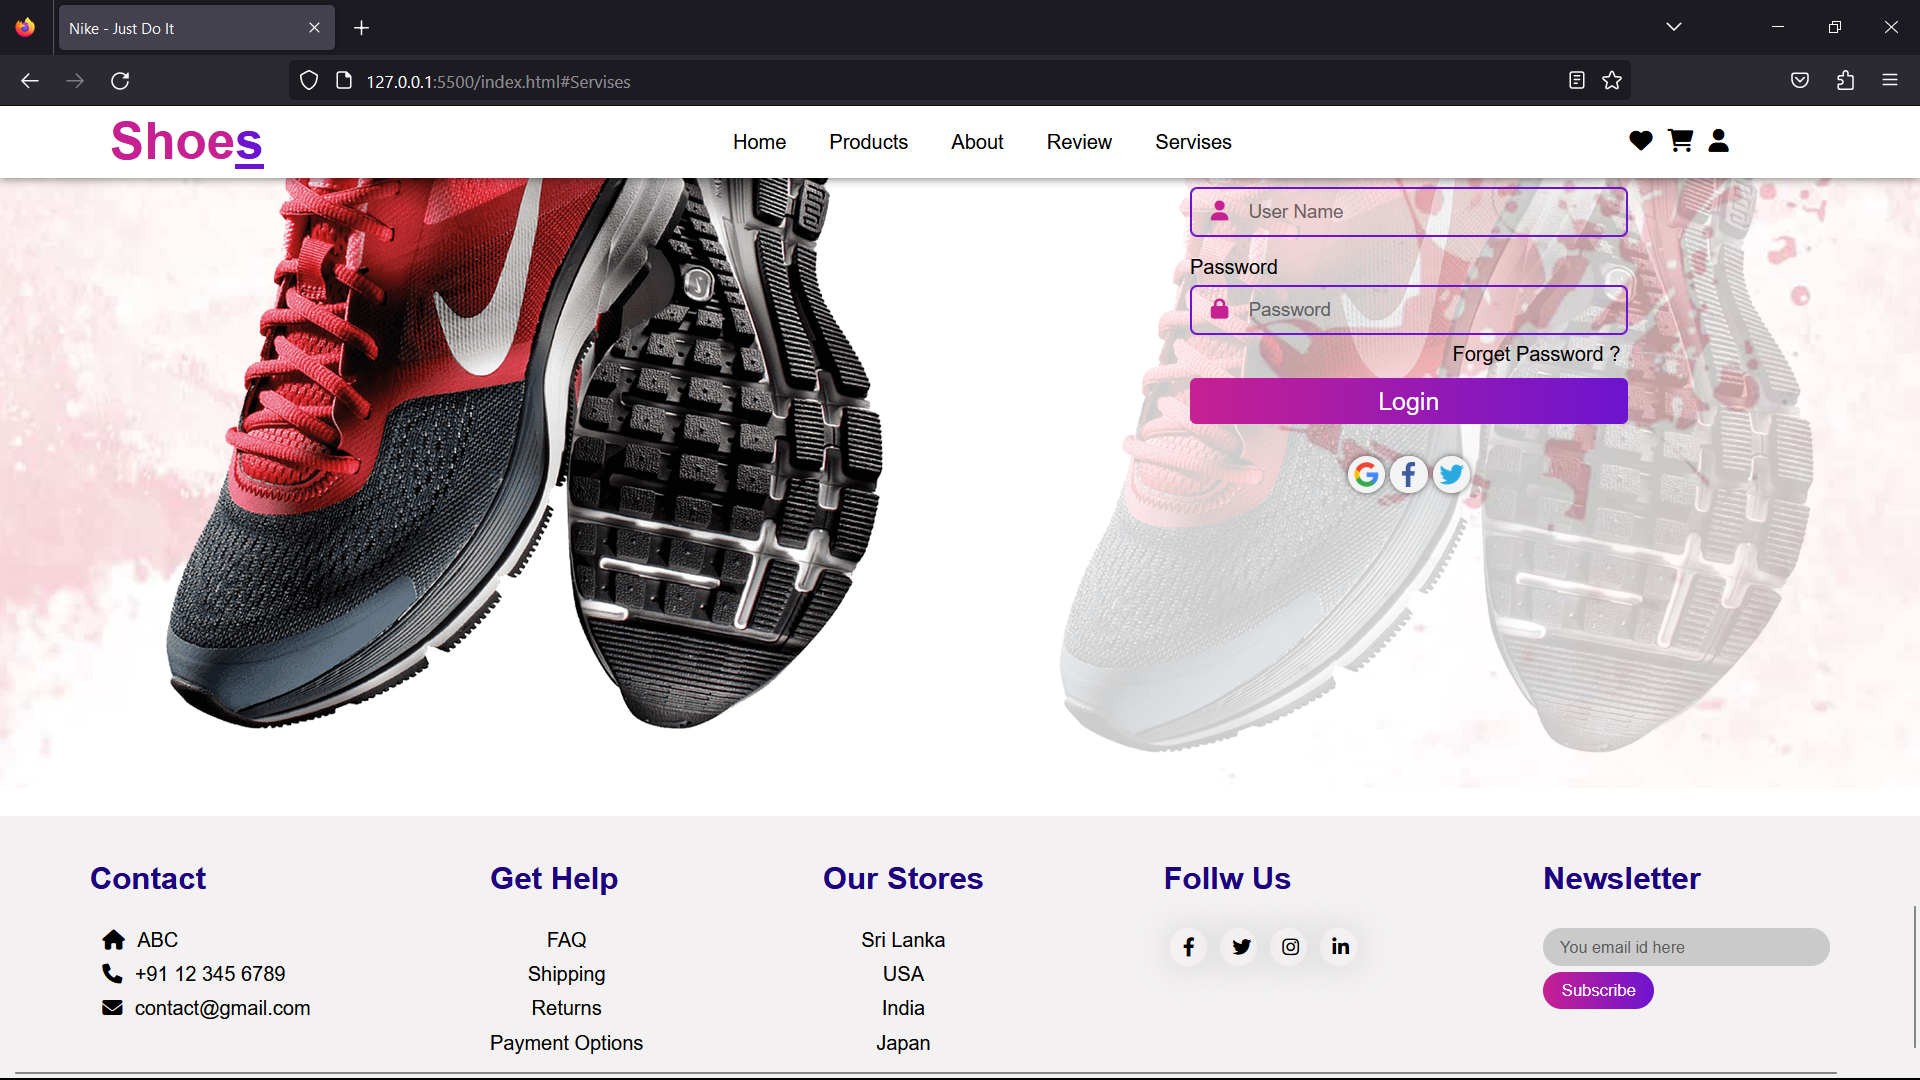 Nike - Just Do It
127.0.0.1:5500/index.html#Servises
Shoes
Home Products About Review Servises
User Name
Password
Password
Forget Password ?
Login
Contact
ABC
+91 12 345 6789
contact@gmail.com
Get Help
FAQ
Shipping
Returns
Payment Options
Our Stores
Sri Lanka
USA
India
Japan
Follw Us
Newsletter
You email id here
Subscribe